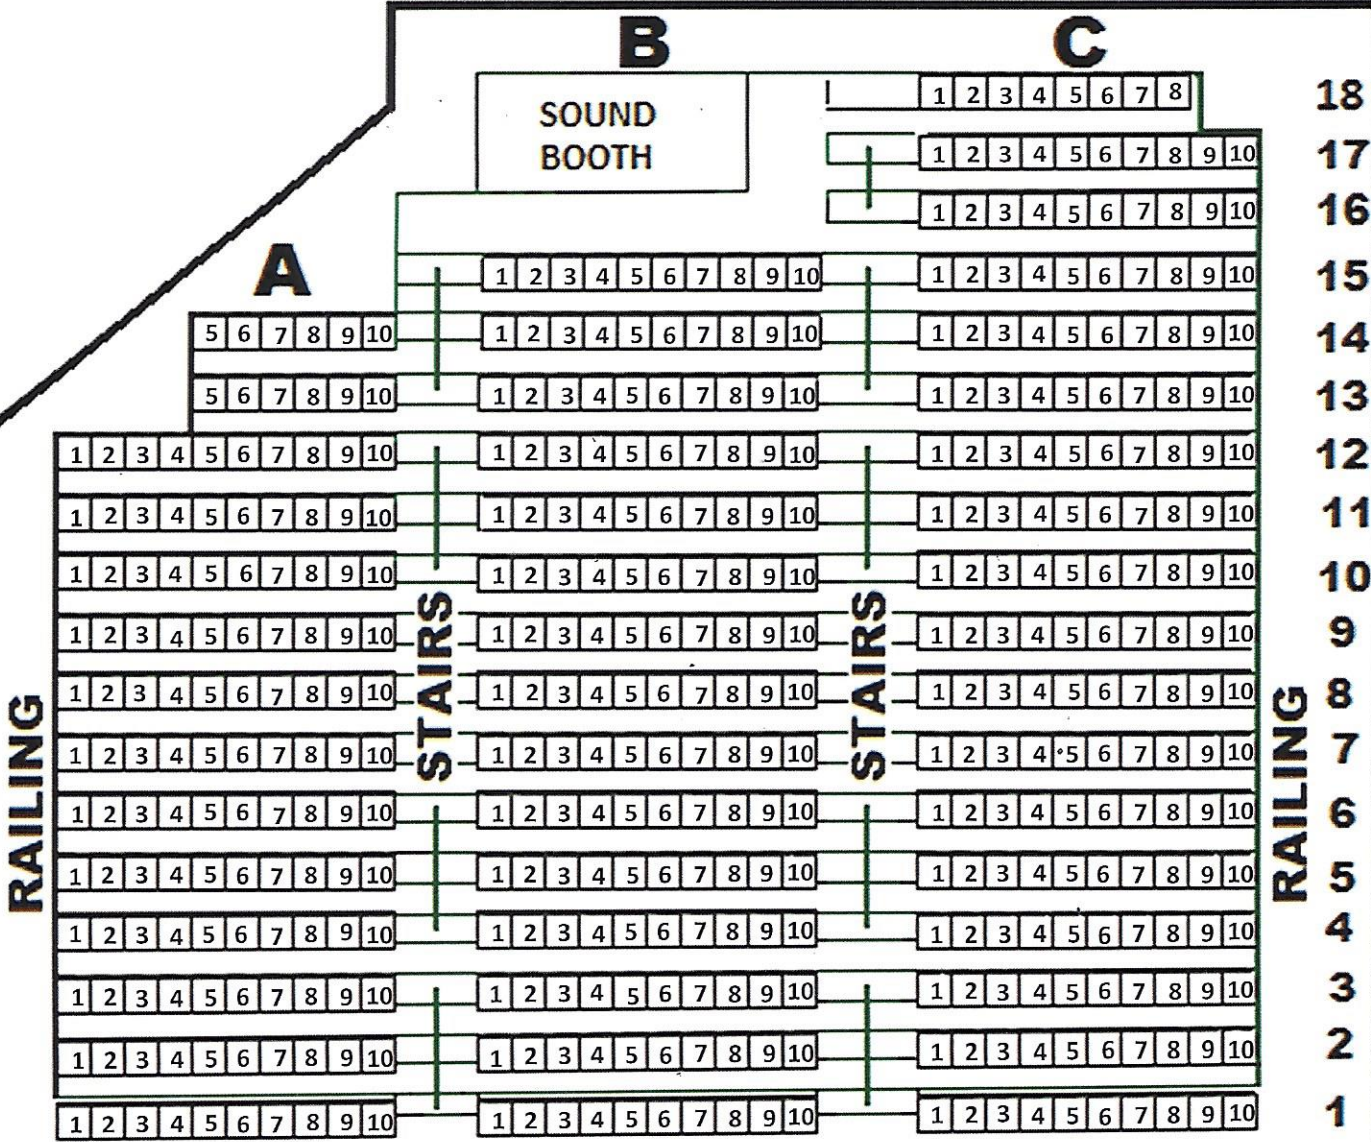 B C
SOUND
BOOTH
1 2 3 4 5 6 7 8 18
1 2 3 4 5 6 7 8 9 10 17
1 2 3 4 5 6 7 8 9 10 16
A
1 2 3 4 5 6 7 8 9 10 1 2 3 4 5 6 7 8 9 10 15
5 6 7 8 9 10 1 2 3 4 5 6 7 8 9 10 1 2 3 4 5 6 7 8 9 10 14
5 6 7 8 9 10 1 2 3 4 5 6 7 8 9 10 1 2 3 4 5 6 7 8 9 10 13
1 2 3 4 5 6 7 8 9 10 1 2 3 4 5 6 7 8 9 10 1 2 3 4 5 6 7 8 9 10 12
1 2 3 4 5 6 7 8 9 10 1 2 3 4 5 6 7 8 9 10 1 2 3 4 5 6 7 8 9 10 11
1 2 3 4 5 6 7 8 9 10 1 2 3 4 5 6 7 8 9 10 1 2 3 4 5 6 7 8 9 10 10
1 2 3 4 5 6 7 8 9 10 1 2 3 4 5 6 7 8 9 10 1 2 3 4 5 6 7 8 9 10 9
1 2 3 4 5 6 7 8 9 10 1 2 3 4 5 6 7 8 9 10 1 2 3 4 5 6 7 8 9 10 8
1 2 3 4 5 6 7 8 9 10 1 2 3 4 5 6 7 8 9 10 1 2 3 4 5 6 7 8 9 10 7
1 2 3 4 5 6 7 8 9 10 1 2 3 4 5 6 7 8 9 10 1 2 3 4 5 6 7 8 9 10 6
1 2 3 4 5 6 7 8 9 10 1 2 3 4 5 6 7 8 9 10 1 2 3 4 5 6 7 8 9 10 5
1 2 3 4 5 6 7 8 9 10 1 2 3 4 5 6 7 8 9 10 1 2 3 4 5 6 7 8 9 10 4
1 2 3 4 5 6 7 8 9 10 1 2 3 4 5 6 7 8 9 10 1 2 3 4 5 6 7 8 9 10 3
1 2 3 4 5 6 7 8 9 10 1 2 3 4 5 6 7 8 9 10 1 2 3 4 5 6 7 8 9 10 2
1 2 3 4 5 6 7 8 9 10 1 2 3 4 5 6 7 8 9 10 1 2 3 4 5 6 7 8 9 10 1
RAILING
STAIRS
STAIRS
RAILING